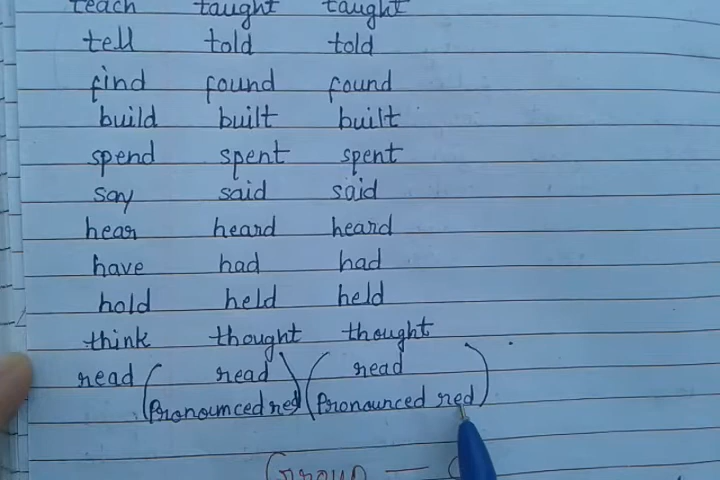 teach taught taught
tell told told
find found found
build built built
spend spent spent
say said said
hear heard heard
have had had
hold held held
think thought thought
read ( read ) ( read )
(Pronounced red) (Pronounced red)
Group —